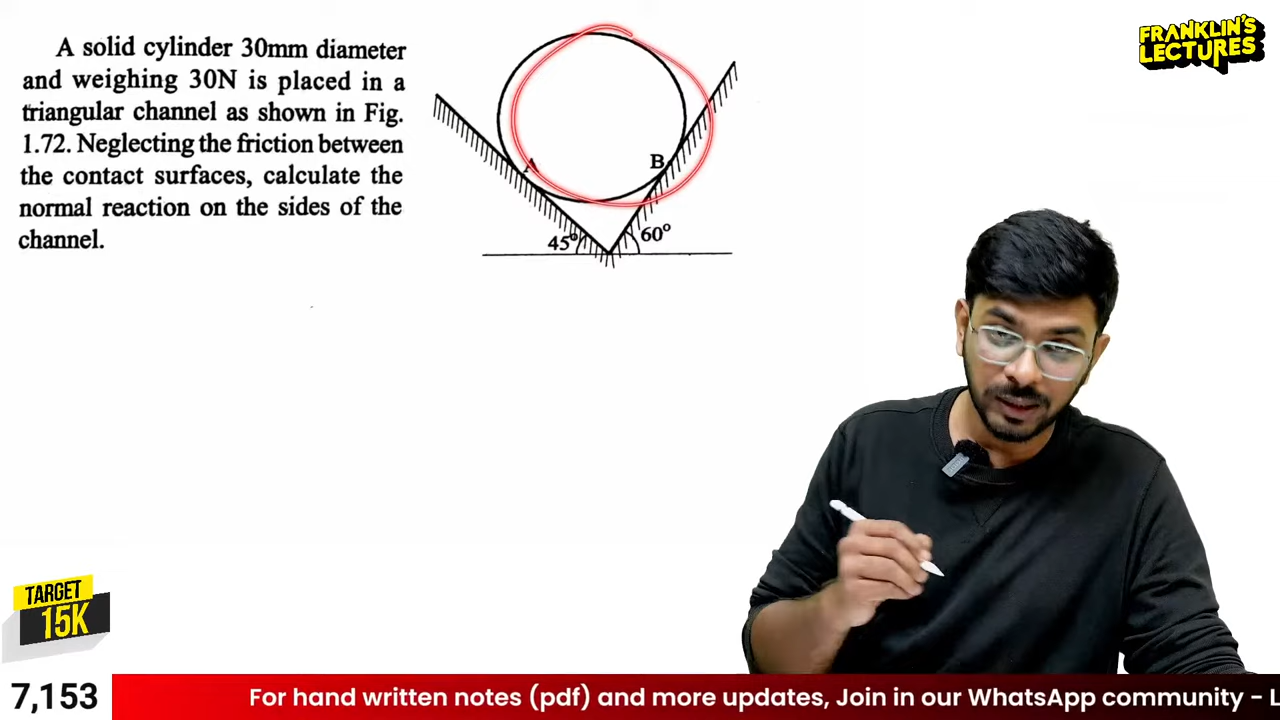 A solid cylinder 30mm diameter
and weighing 30N is placed in a
triangular channel as shown in Fig.
1.72. Neglecting the friction between
the contact surfaces, calculate the
normal reaction on the sides of the
channel.
A
B
45°
60°
FRANKLIN'S
LECTURES
TARGET
15K
7,153
For hand written notes (pdf) and more updates, Join in our WhatsApp community - L